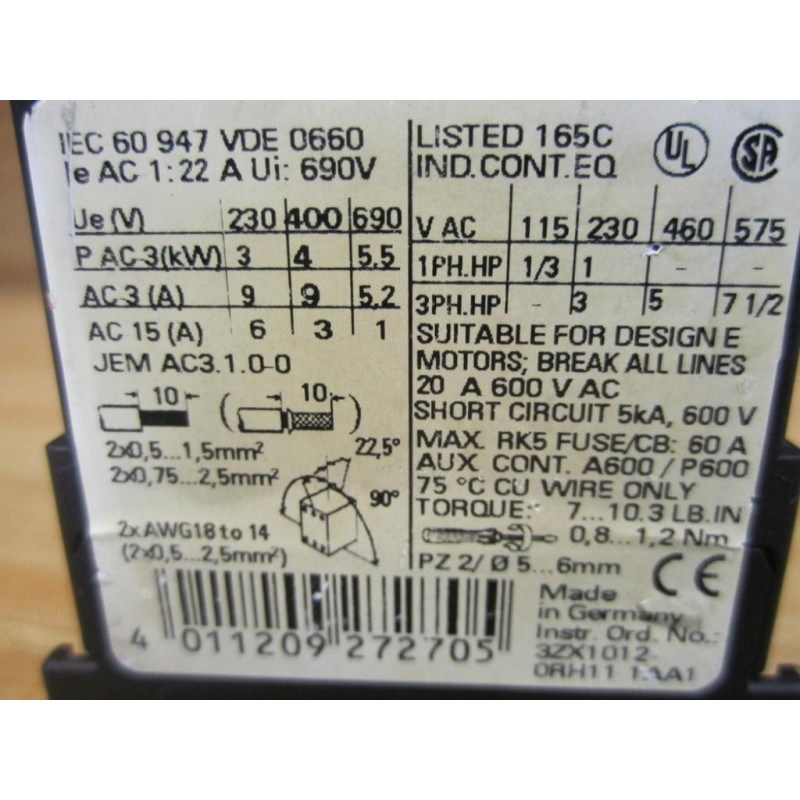 IEC 60 947 VDE 0660
Ie AC 1: 22 A Ui: 690V
Ue (V) 230 400 690
P AC-3(kW) 3 4 5,5
AC-3 (A) 9 9 5,2
AC 15 (A) 6 3 1
JEM AC3.1.0-0
10 ( 10 )
2x0,5...1,5mm²
2x0,75...2,5mm²
22,5°
90°
2xAWG18 to 14
(2x0,5...2,5mm²)
4 011209 272705
LISTED 165C UL SA
IND.CONT.EQ
V AC 115 230 460 575
1PH.HP 1/3 1 - -
3PH.HP - 3 5 7 1/2
SUITABLE FOR DESIGN E
MOTORS; BREAK ALL LINES
20 A 600 V AC
SHORT CIRCUIT 5kA, 600 V
MAX. RK5 FUSE/CB: 60 A
AUX. CONT. A600 / P600
75 °C CU WIRE ONLY
TORQUE: 7...10.3 LB.IN
0,8...1,2 Nm
PZ 2/ Ø 5...6mm CE
Made
in Germany
Instr. Ord. No.:
3ZX1012-
0RH11-1AA1